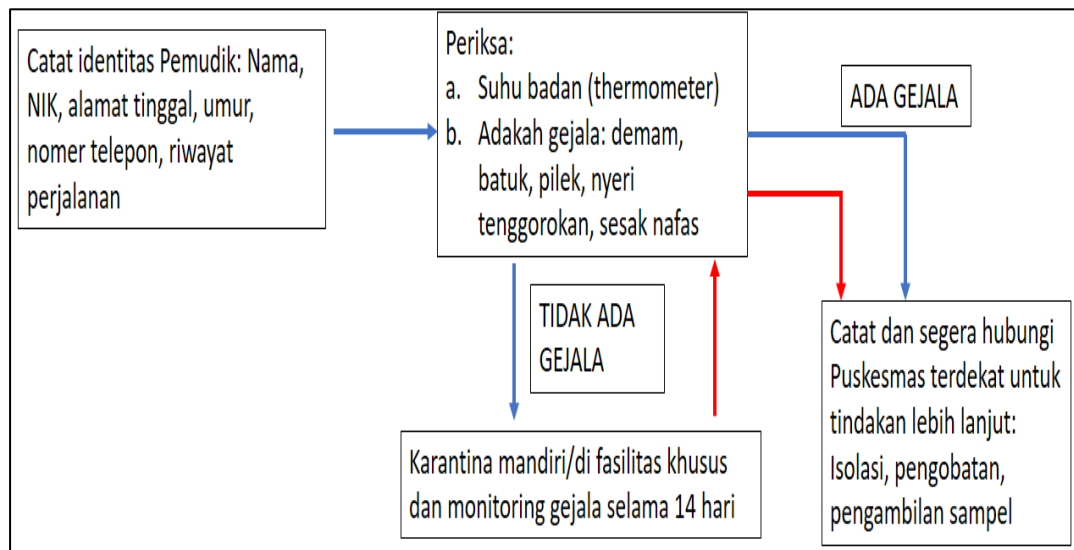 Catat identitas Pemudik: Nama,
NIK, alamat tinggal, umur,
nomer telepon, riwayat
perjalanan
Periksa:
a. Suhu badan (thermometer)
b. Adakah gejala: demam,
batuk, pilek, nyeri
tenggorokan, sesak nafas
ADA GEJALA
TIDAK ADA
GEJALA
Karantina mandiri/di fasilitas khusus
dan monitoring gejala selama 14 hari
Catat dan segera hubungi
Puskesmas terdekat untuk
tindakan lebih lanjut:
Isolasi, pengobatan,
pengambilan sampel